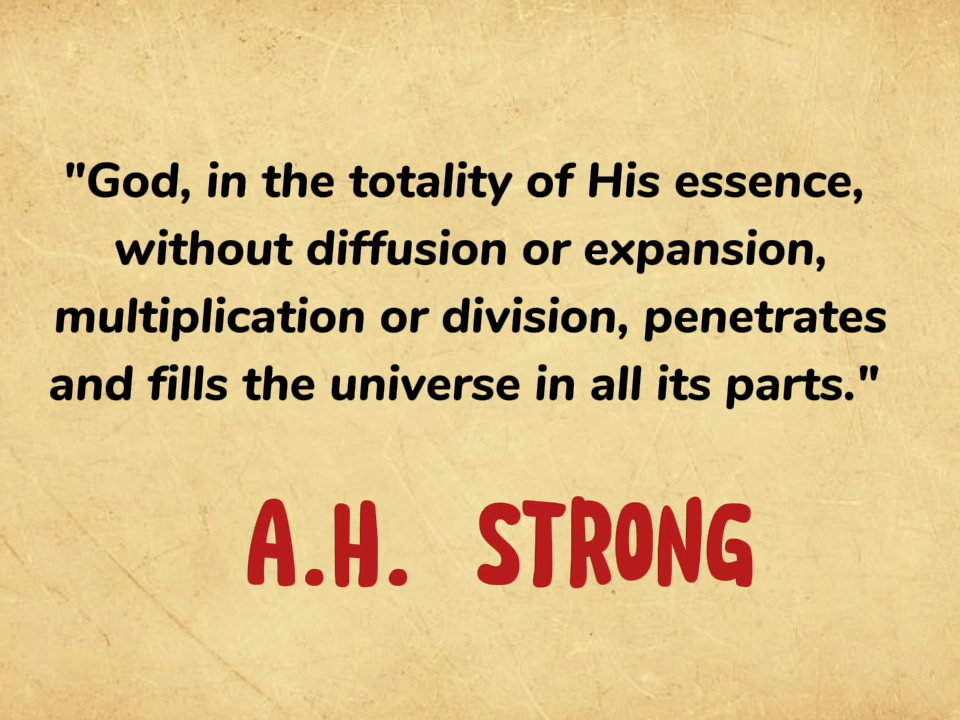 "God, in the totality of His essence,
without diffusion or expansion,
multiplication or division, penetrates
and fills the universe in all its parts."
A.H. STRONG